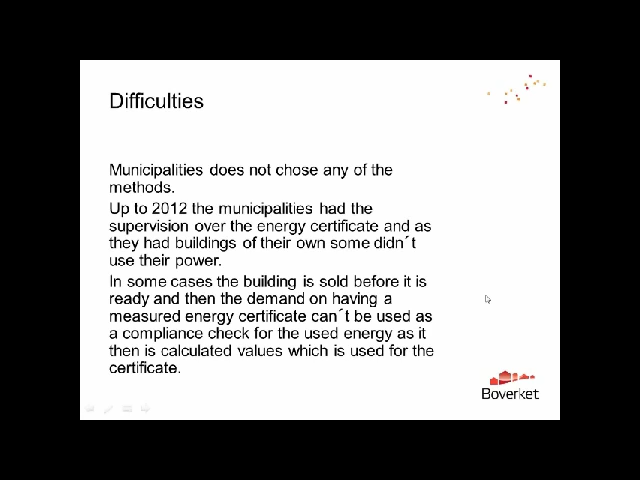 Difficulties
Municipalities does not chose any of the
methods.
Up to 2012 the municipalities had the
supervision over the energy certificate and as
they had buildings of their own some didn´t
use their power.
In some cases the building is sold before it is
ready and then the demand on having a
measured energy certificate can´t be used as
a compliance check for the used energy as it
then is calculated values which is used for the
certificate.
Boverket